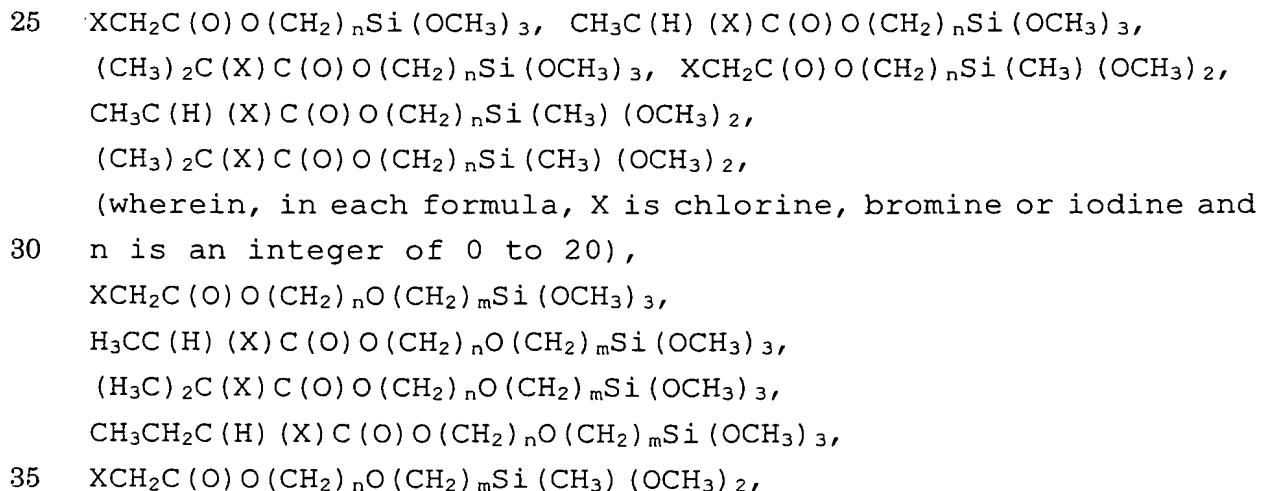 25 XCH₂C(O)O(CH₂)ₙSi(OCH₃)₃, CH₃C(H)(X)C(O)O(CH₂)ₙSi(OCH₃)₃,
(CH₃)₂C(X)C(O)O(CH₂)ₙSi(OCH₃)₃, XCH₂C(O)O(CH₂)ₙSi(CH₃)(OCH₃)₂,
CH₃C(H)(X)C(O)O(CH₂)ₙSi(CH₃)(OCH₃)₂,
(CH₃)₂C(X)C(O)O(CH₂)ₙSi(CH₃)(OCH₃)₂,
(wherein, in each formula, X is chlorine, bromine or iodine and
30 n is an integer of 0 to 20),
XCH₂C(O)O(CH₂)ₙO(CH₂)ₘSi(OCH₃)₃,
H₃CC(H)(X)C(O)O(CH₂)ₙO(CH₂)ₘSi(OCH₃)₃,
(H₃C)₂C(X)C(O)O(CH₂)ₙO(CH₂)ₘSi(OCH₃)₃,
CH₃CH₂C(H)(X)C(O)O(CH₂)ₙO(CH₂)ₘSi(OCH₃)₃,
35 XCH₂C(O)O(CH₂)ₙO(CH₂)ₘSi(CH₃)(OCH₃)₂,